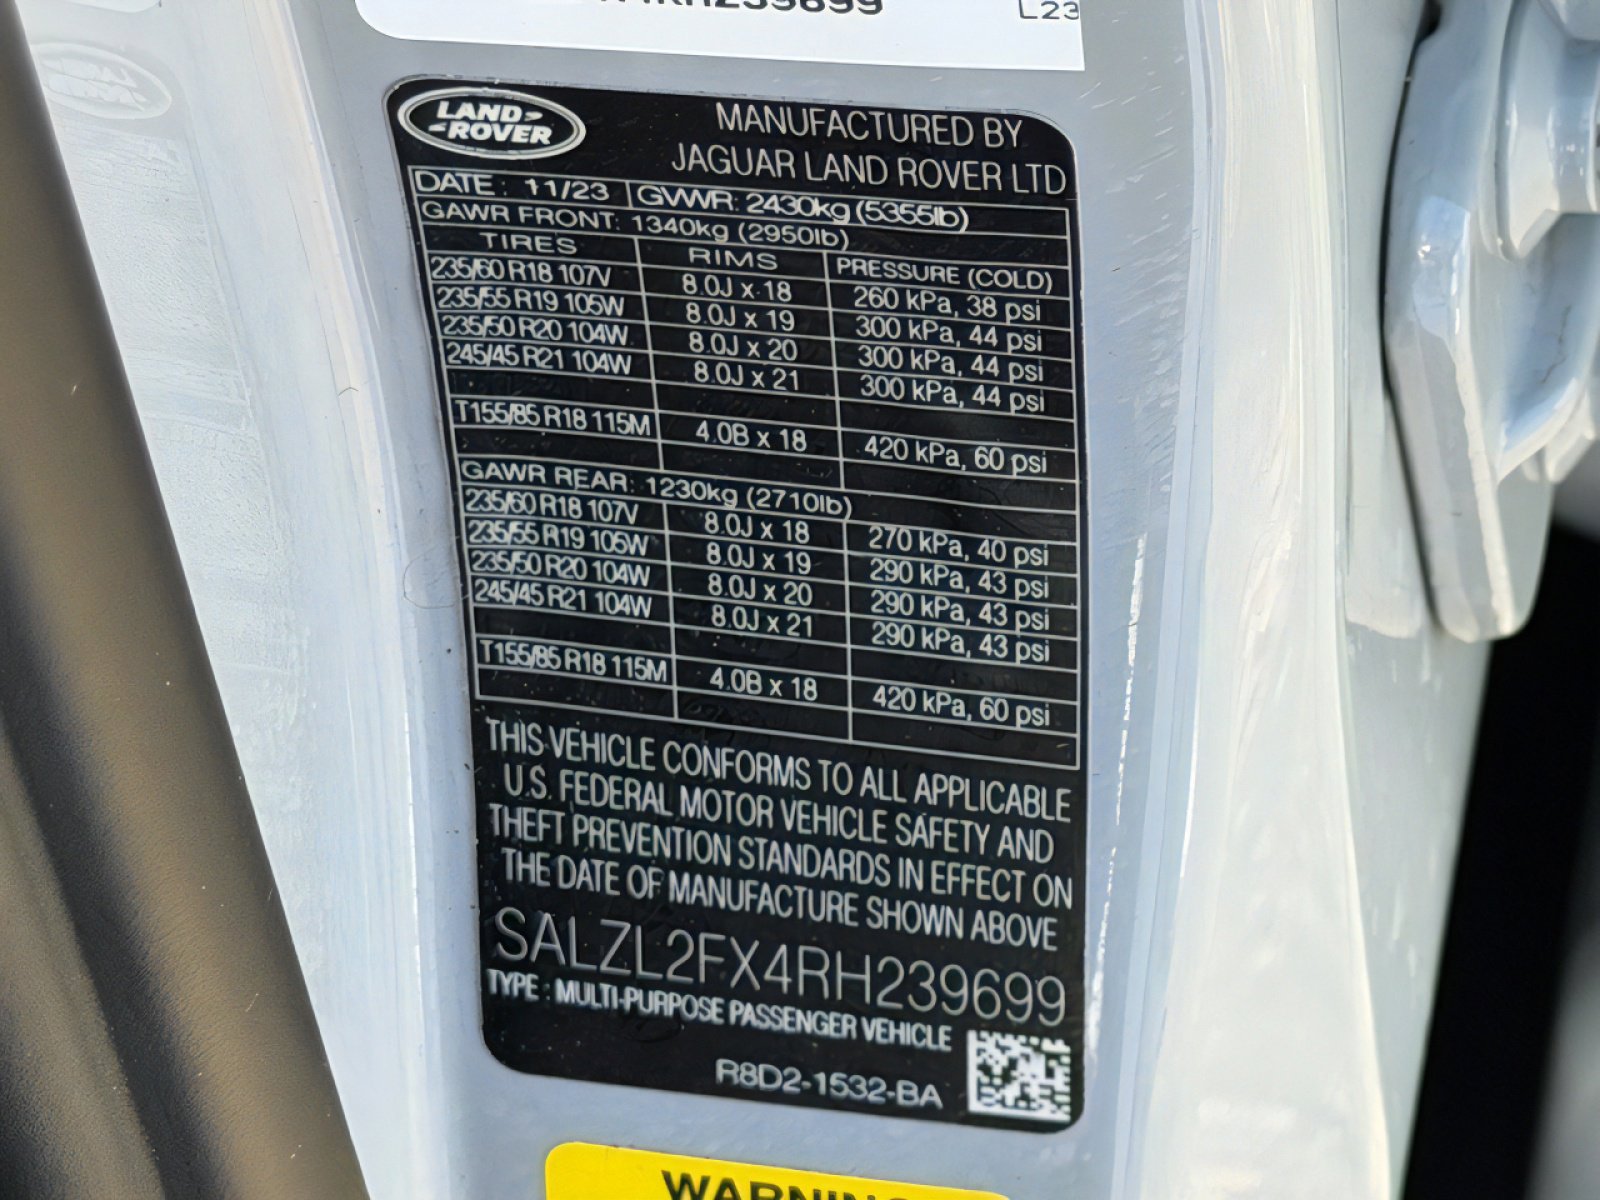 L23
LAND
ROVER
MANUFACTURED BY
JAGUAR LAND ROVER LTD
DATE: 11/23 GVWR: 2430kg (5355lb)
GAWR FRONT: 1340kg (2950lb)
TIRES RIMS PRESSURE (COLD)
235/60 R18 107V 8.0J x 18 260 kPa, 38 psi
235/55 R19 105W 8.0J x 19 300 kPa, 44 psi
235/50 R20 104W 8.0J x 20 300 kPa, 44 psi
245/45 R21 104W 8.0J x 21 300 kPa, 44 psi
T155/85 R18 115M 4.0B x 18 420 kPa, 60 psi
GAWR REAR: 1230kg (2710lb)
235/60 R18 107V 8.0J x 18 270 kPa, 40 psi
235/55 R19 105W 8.0J x 19 290 kPa, 43 psi
235/50 R20 104W 8.0J x 20 290 kPa, 43 psi
245/45 R21 104W 8.0J x 21 290 kPa, 43 psi
T155/85 R18 115M 4.0B x 18 420 kPa, 60 psi
THIS VEHICLE CONFORMS TO ALL APPLICABLE
U.S. FEDERAL MOTOR VEHICLE SAFETY AND
THEFT PREVENTION STANDARDS IN EFFECT ON
THE DATE OF MANUFACTURE SHOWN ABOVE
SALZL2FX4RH239699
TYPE : MULTI-PURPOSE PASSENGER VEHICLE
R8D2-1532-BA
WARNING